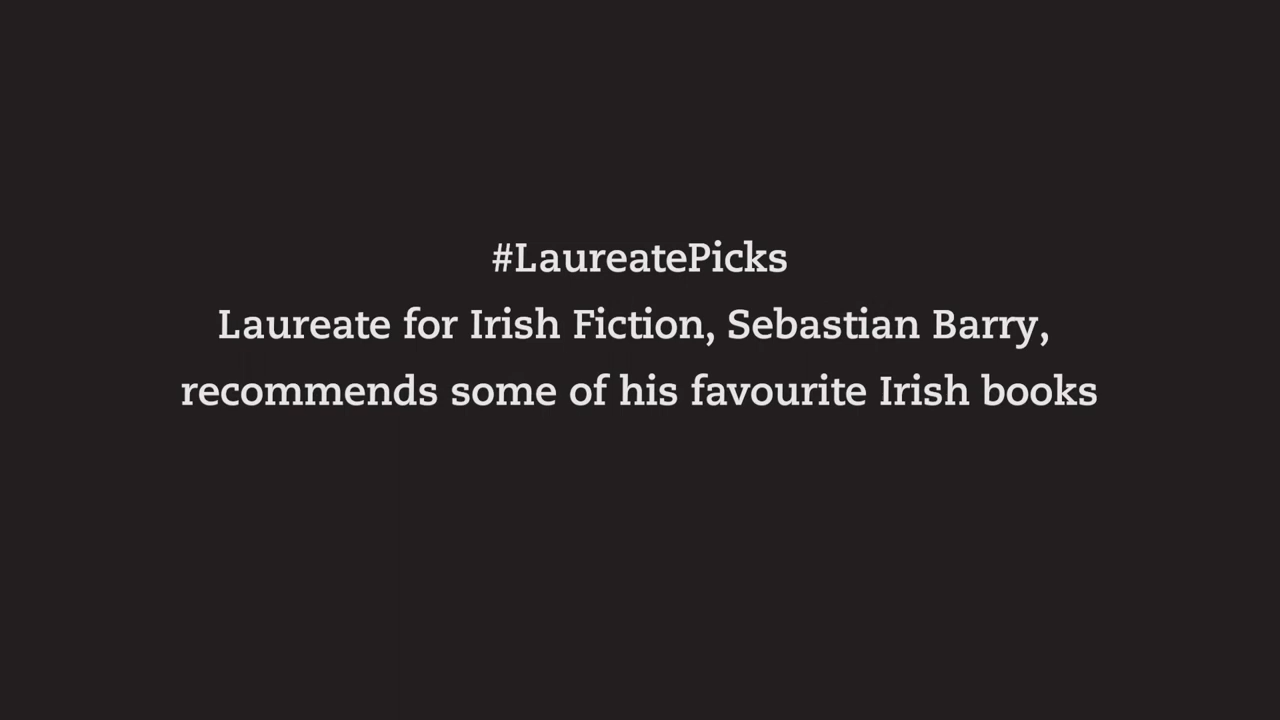 #LaureatePicks
Laureate for Irish Fiction, Sebastian Barry,
recommends some of his favourite Irish books